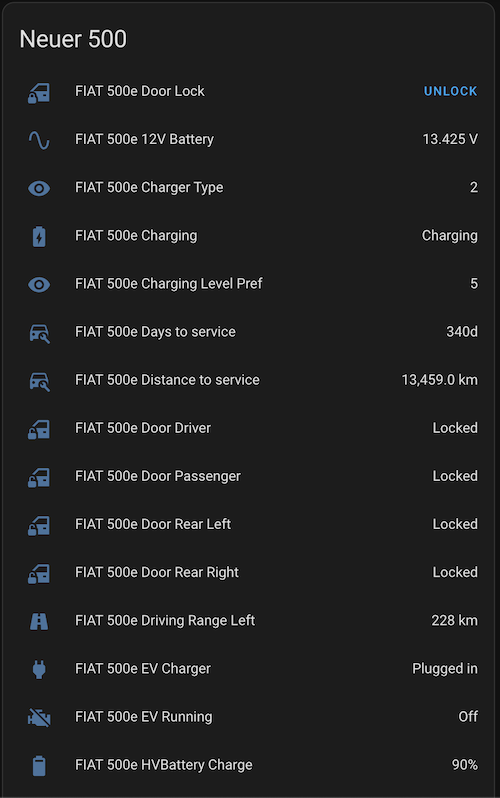 Neuer 500
FIAT 500e Door Lock UNLOCK
FIAT 500e 12V Battery 13.425 V
FIAT 500e Charger Type 2
FIAT 500e Charging Charging
FIAT 500e Charging Level Pref 5
FIAT 500e Days to service 340d
FIAT 500e Distance to service 13,459.0 km
FIAT 500e Door Driver Locked
FIAT 500e Door Passenger Locked
FIAT 500e Door Rear Left Locked
FIAT 500e Door Rear Right Locked
FIAT 500e Driving Range Left 228 km
FIAT 500e EV Charger Plugged in
FIAT 500e EV Running Off
FIAT 500e HVBattery Charge 90%